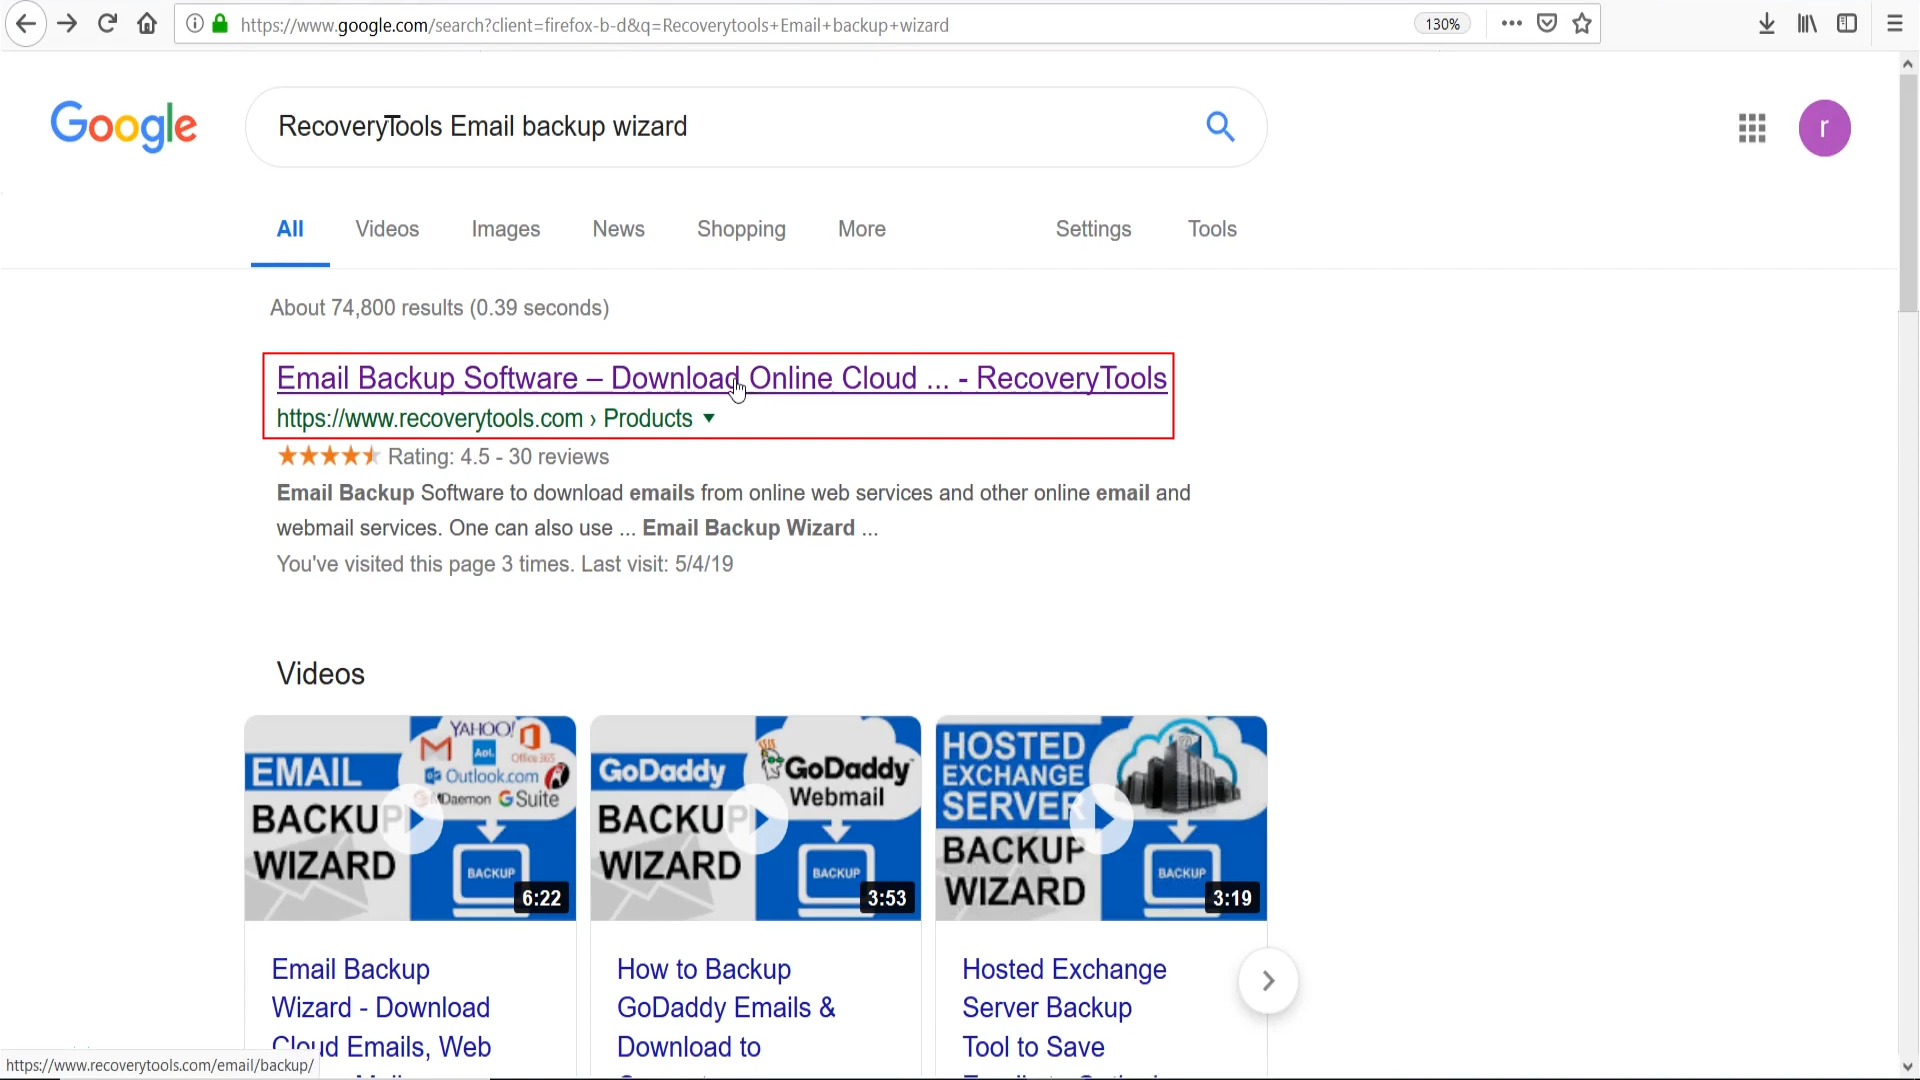 https://www.google.com/search?client=firefox-b-d&q=Recoverytools+Email+backup+wizard
130%
Google
RecoveryTools Email backup wizard
r
All Videos Images News Shopping More Settings Tools
About 74,800 results (0.39 seconds)
Email Backup Software – Download Online Cloud ... - RecoveryTools
https://www.recoverytools.com › Products
Rating: 4.5 - 30 reviews
Email Backup Software to download emails from online web services and other online email and
webmail services. One can also use ... Email Backup Wizard ...
You've visited this page 3 times. Last visit: 5/4/19
Videos
EMAIL
BACKUP
WIZARD
YAHOO!
Aol.
Office 365
Outlook.com
MDaemon G Suite
BACKUP
6:22
GoDaddy
BACKUP
WIZARD
GoDaddy
Webmail
BACKUP
3:53
HOSTED
EXCHANGE
SERVER
BACKUP
WIZARD
BACKUP
3:19
Email Backup
Wizard - Download
Cloud Emails, Web
How to Backup
GoDaddy Emails &
Download to
Hosted Exchange
Server Backup
Tool to Save
https://www.recoverytools.com/email/backup/